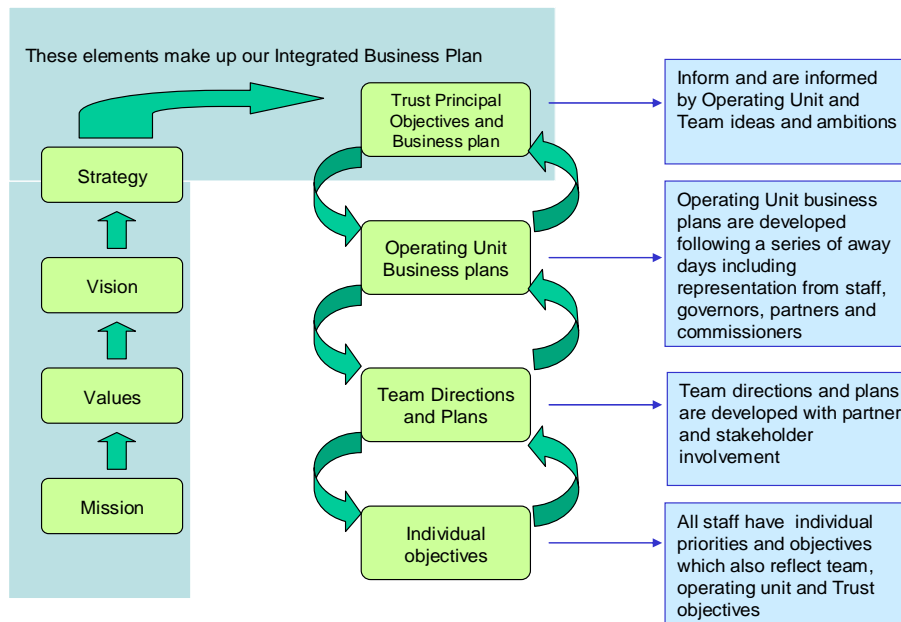 These elements make up our Integrated Business Plan
Trust Principal
Objectives and
Business plan
Inform and are informed
by Operating Unit and
Team ideas and ambitions
Strategy
Operating Unit
Business plans
Operating Unit business
plans are developed
following a series of away
days including
representation from staff,
governors, partners and
commissioners
Vision
Values
Team Directions
and Plans
Team directions and plans
are developed with partner
and stakeholder
involvement
Mission
Individual
objectives
All staff have individual
priorities and objectives
which also reflect team,
operating unit and Trust
objectives